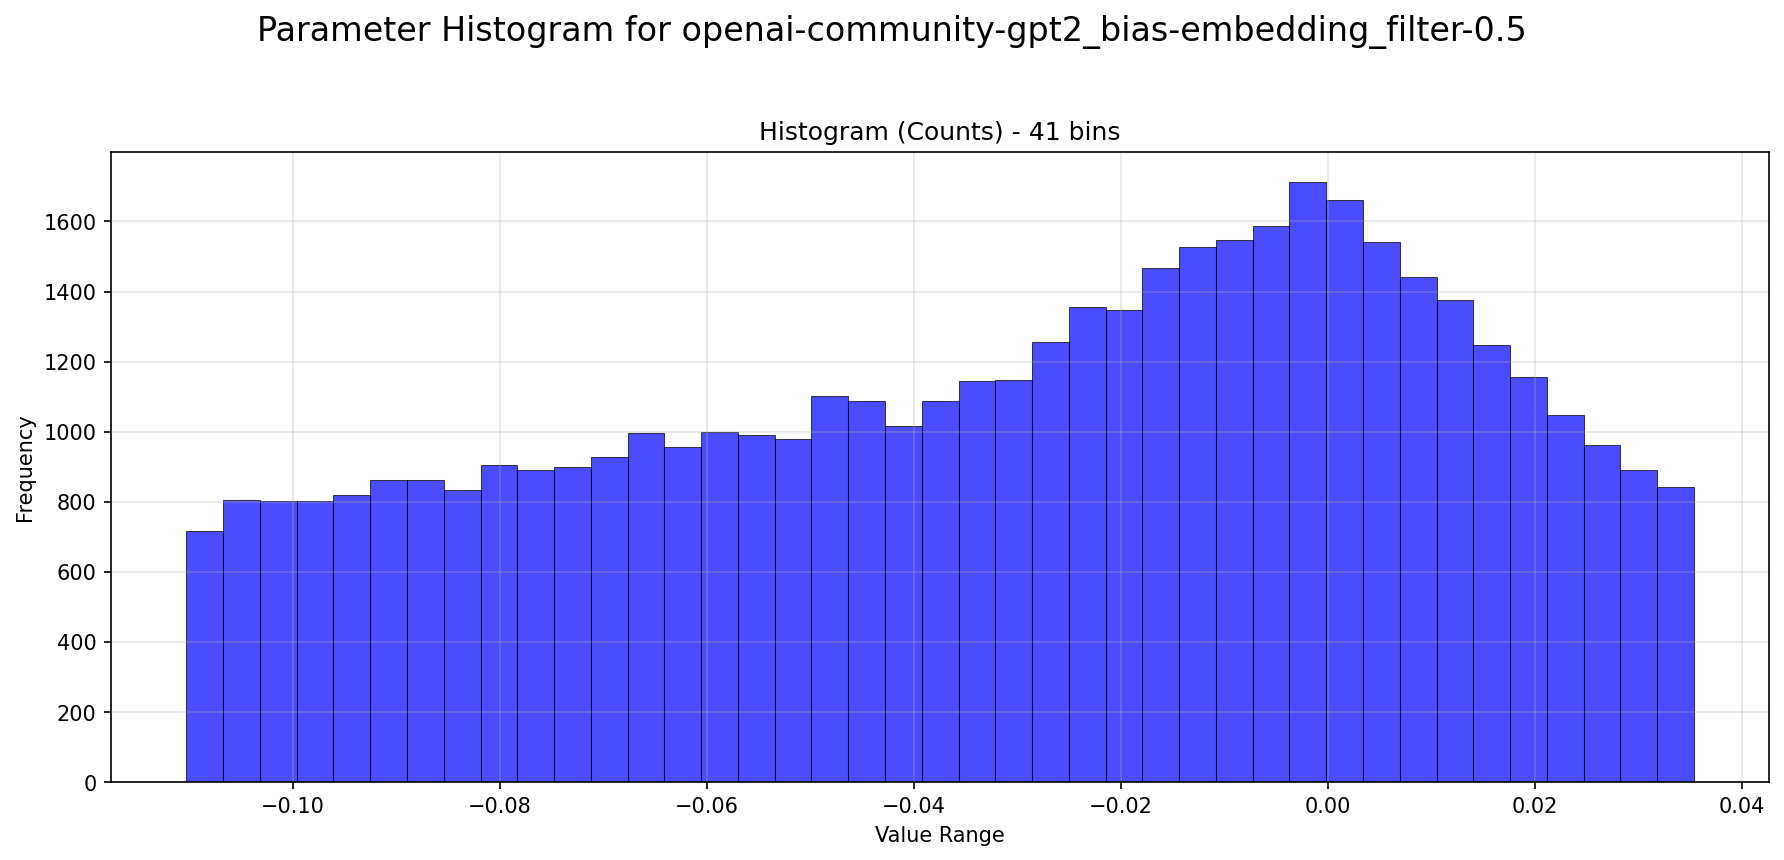 Parameter Histogram for openai-community-gpt2_bias-embedding_filter-0.5
Histogram (Counts) - 41 bins
Frequency
1600
1400
1200
1000
800
600
400
200
0
−0.10 −0.08 −0.06 −0.04 −0.02 0.00 0.02 0.04
Value Range